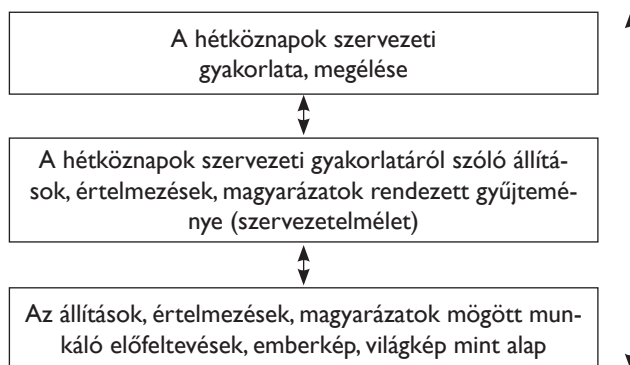 A hétköznapok szervezeti
gyakorlata, megélése
A hétköznapok szervezeti gyakorlatáról szóló állítá-
sok, értelmezések, magyarázatok rendezett gyűjtemé-
nye (szervezetelmélet)
Az állítások, értelmezések, magyarázatok mögött mun-
káló előfeltevések, emberkép, világkép mint alap